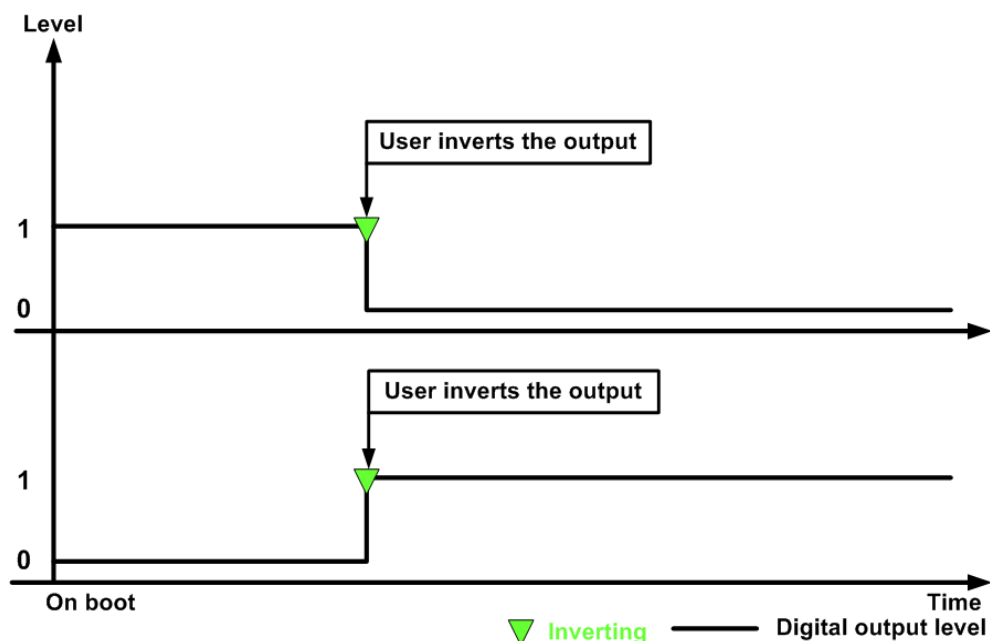 Level
User inverts the output
1
0
User inverts the output
1
0
On boot
Time
Inverting
Digital output level